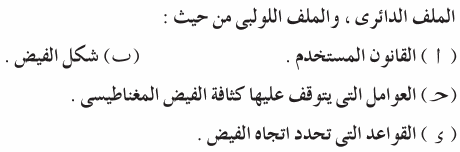 الملف الدائرى ، والملف اللولبى من حيث :
( ا ) القانون المستخدم . (ب) شكل الفيض .
(حـ) العوامل التى يتوقف عليها كثافة الفيض المغناطيسى .
( ى ) القواعد التى تحدد اتجاه الفيض .